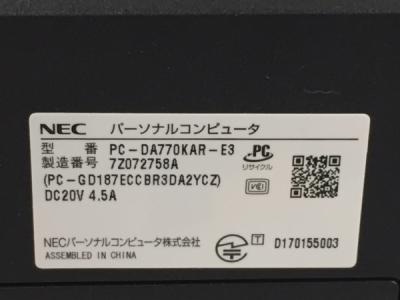 NEC パーソナルコンピュータ
型 番 PC-DA770KAR-E3
製造番号 7Z072758A
(PC-GD187ECCBR3DA2YCZ)
DC20V 4.5A
PC
リサイクル
VCI
NECパーソナルコンピュータ株式会社
ASSEMBLED IN CHINA
T D170155003